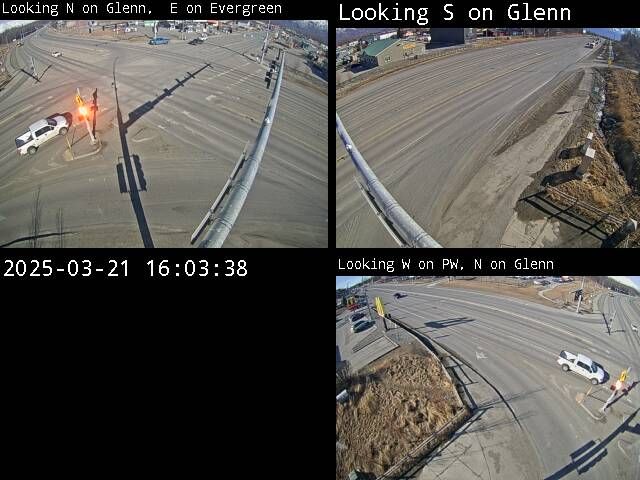 Looking N on Glenn,  E on Evergreen
Looking S on Glenn
2025-03-21 16:03:38
Looking W on PW, N on Glenn